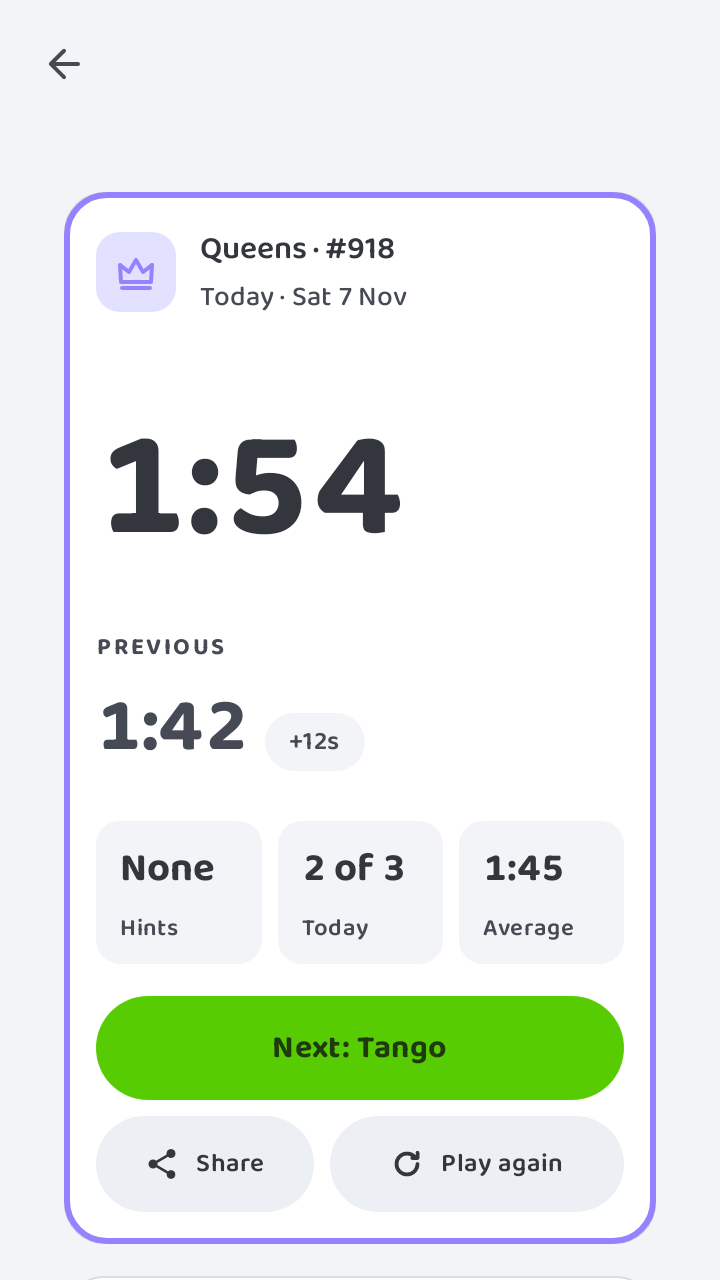 Queens · #918
Today · Sat 7 Nov
1:54
PREVIOUS
1:42 +12s
None
Hints
2 of 3
Today
1:45
Average
Next: Tango
Share
Play again